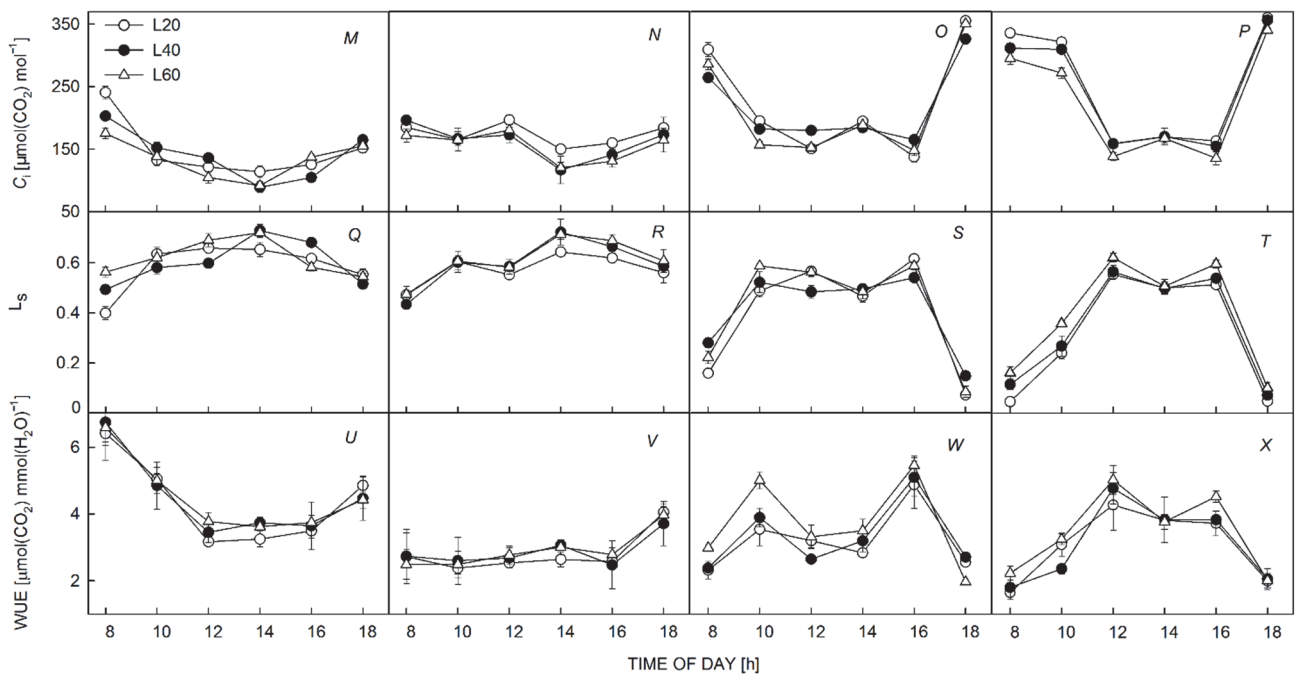 L20
L40
L60
M
N
O
P
350
250
150
50
Cᵢ [µmol(CO₂) mol⁻¹]
Q
R
S
T
0.6
0.4
0.2
0
Lₛ
U
V
W
X
6
4
2
WUE [µmol(CO₂) mmol(H₂O)⁻¹]
8 10 12 14 16 18 8 10 12 14 16 18 8 10 12 14 16 18 8 10 12 14 16 18
TIME OF DAY [h]